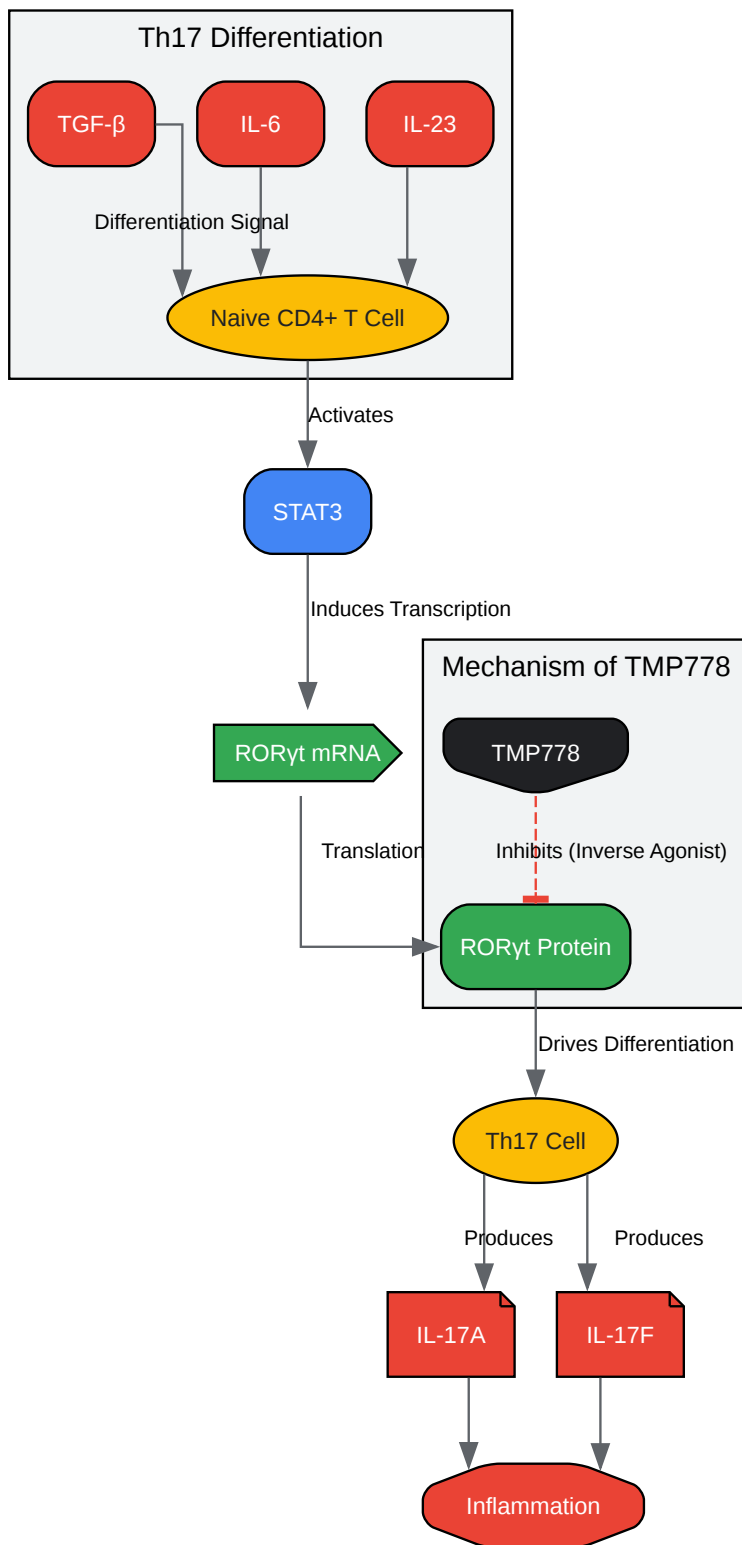 Th17 Differentiation
TGF-β
IL-6
IL-23
Differentiation Signal
Naive CD4+ T Cell
Activates
STAT3
Induces Transcription
Mechanism of TMP778
RORγt mRNA
TMP778
Translation
Inhibits (Inverse Agonist)
RORγt Protein
Drives Differentiation
Th17 Cell
Produces
Produces
IL-17A
IL-17F
Inflammation